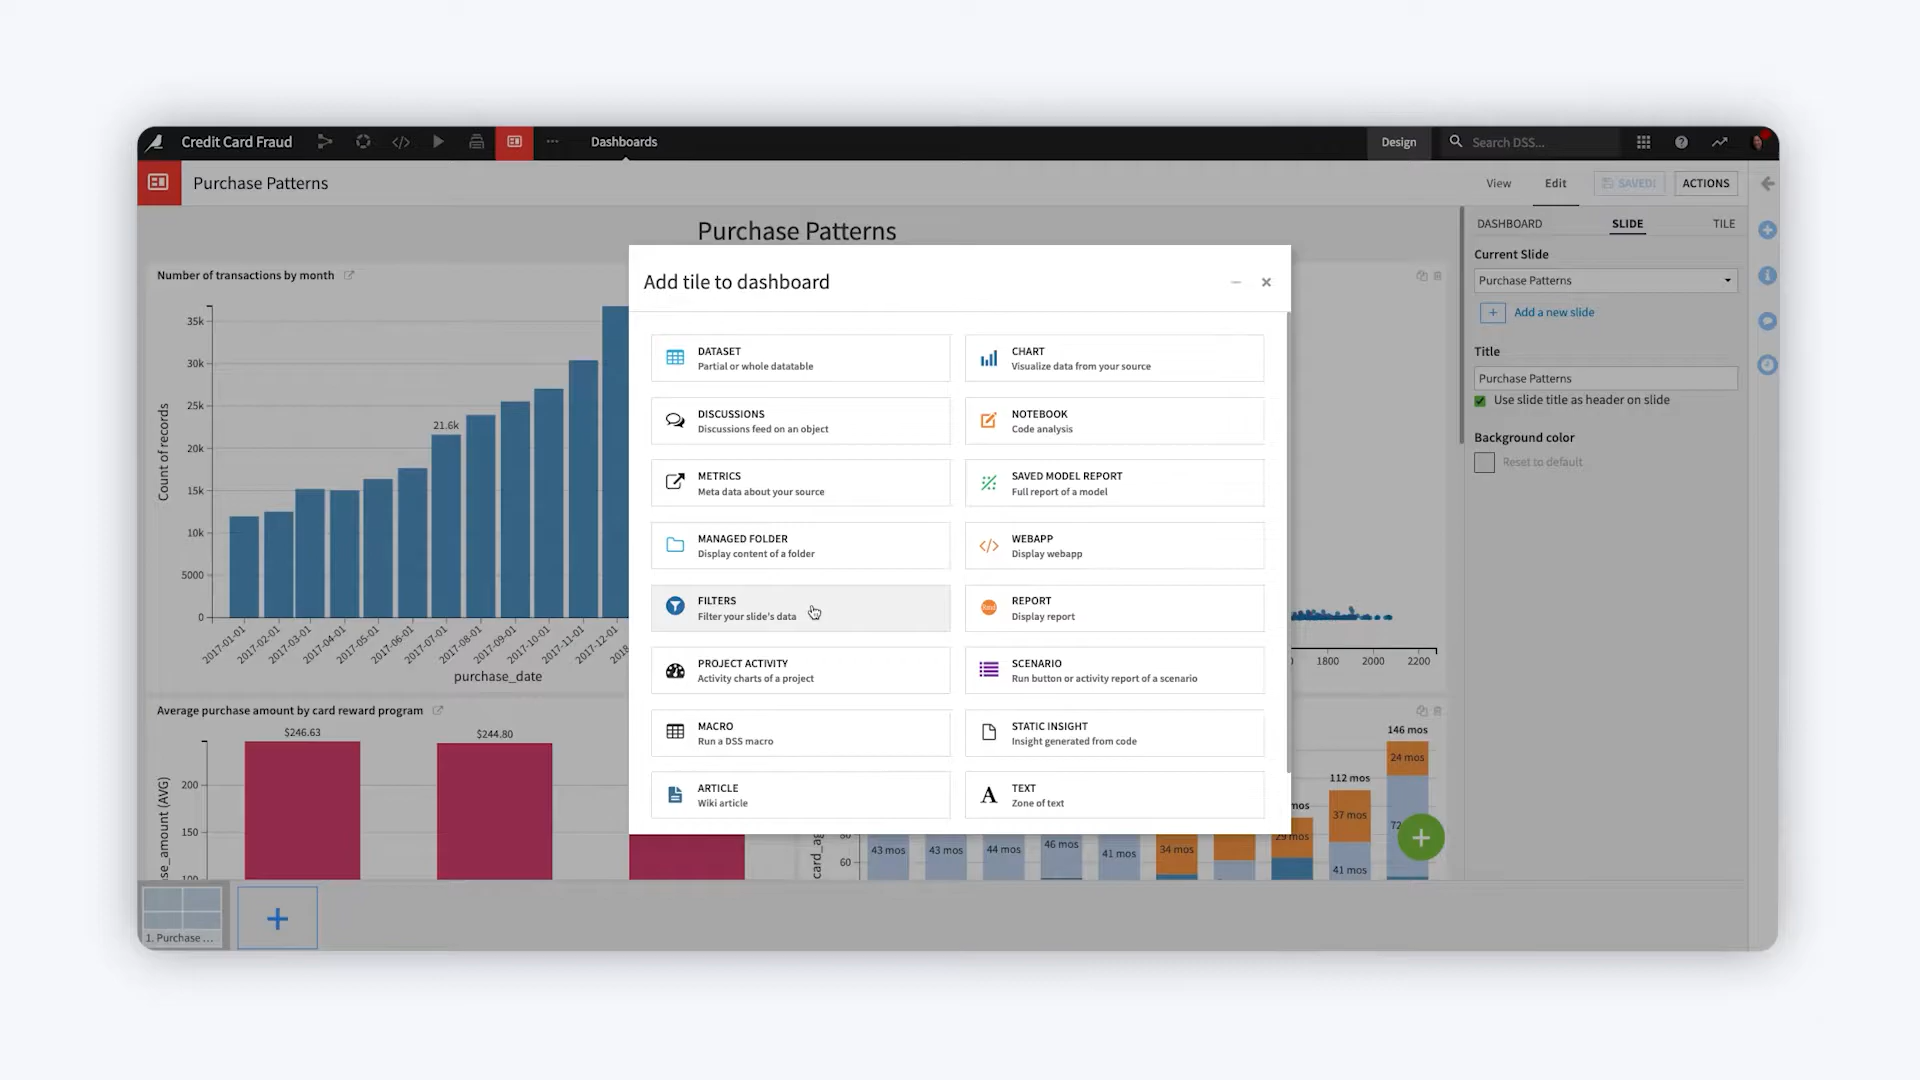 Credit Card Fraud
Dashboards
Design
Search DSS...
Purchase Patterns
View
Edit
SAVED!
ACTIONS
Purchase Patterns
DASHBOARD
SLIDE
TILE
Current Slide
Purchase Patterns
+ Add a new slide
Title
Purchase Patterns
Use slide title as header on slide
Background color
Reset to default
Number of transactions by month
35k
30k
25k
20k
15k
10k
5000
0
Count of records
21.6k
2017-01-01
2017-02-01
2017-03-01
2017-04-01
2017-05-01
2017-06-01
2017-07-01
2017-08-01
2017-09-01
2017-10-01
2017-11-01
2017-12-01
2018
purchase_date
Add tile to dashboard
DATASET
Partial or whole datatable
CHART
Visualize data from your source
DISCUSSIONS
Discussions feed on an object
NOTEBOOK
Code analysis
METRICS
Meta data about your source
SAVED MODEL REPORT
Full report of a model
MANAGED FOLDER
Display content of a folder
WEBAPP
Display webapp
FILTERS
Filter your slide's data
REPORT
Display report
PROJECT ACTIVITY
Activity charts of a project
SCENARIO
Run button or activity report of a scenario
MACRO
Run a DSS macro
STATIC INSIGHT
Insight generated from code
ARTICLE
Wiki article
TEXT
Zone of text
1800
2000
2200
Average purchase amount by card reward program
$246.63
$244.80
200
150
100
se_amount (AVG)
card_ag
60
43 mos
43 mos
44 mos
46 mos
41 mos
34 mos
29 mos
mos
112 mos
37 mos
41 mos
146 mos
24 mos
72
1. Purchase ...